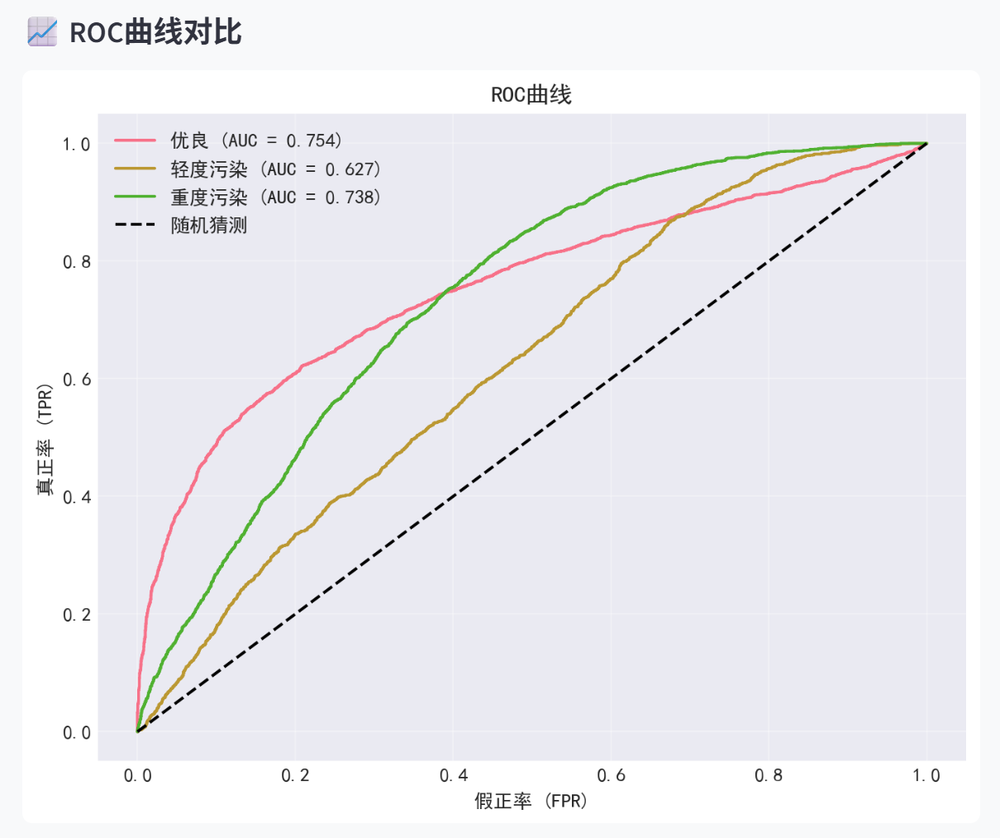 📈 ROC曲线对比
ROC曲线
优良 (AUC = 0.754)
轻度污染 (AUC = 0.627)
重度污染 (AUC = 0.738)
随机猜测
1.0
0.8
0.6
0.4
0.2
0.0
真正率 (TPR)
0.0 0.2 0.4 0.6 0.8 1.0
假正率 (FPR)